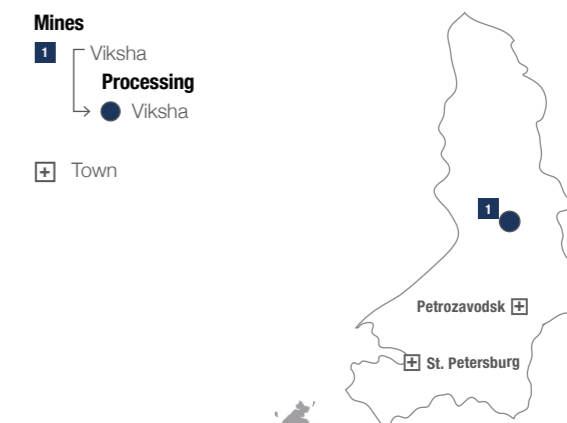 Mines
1 Viksha
Processing
Viksha
Town
1
Petrozavodsk
St. Petersburg